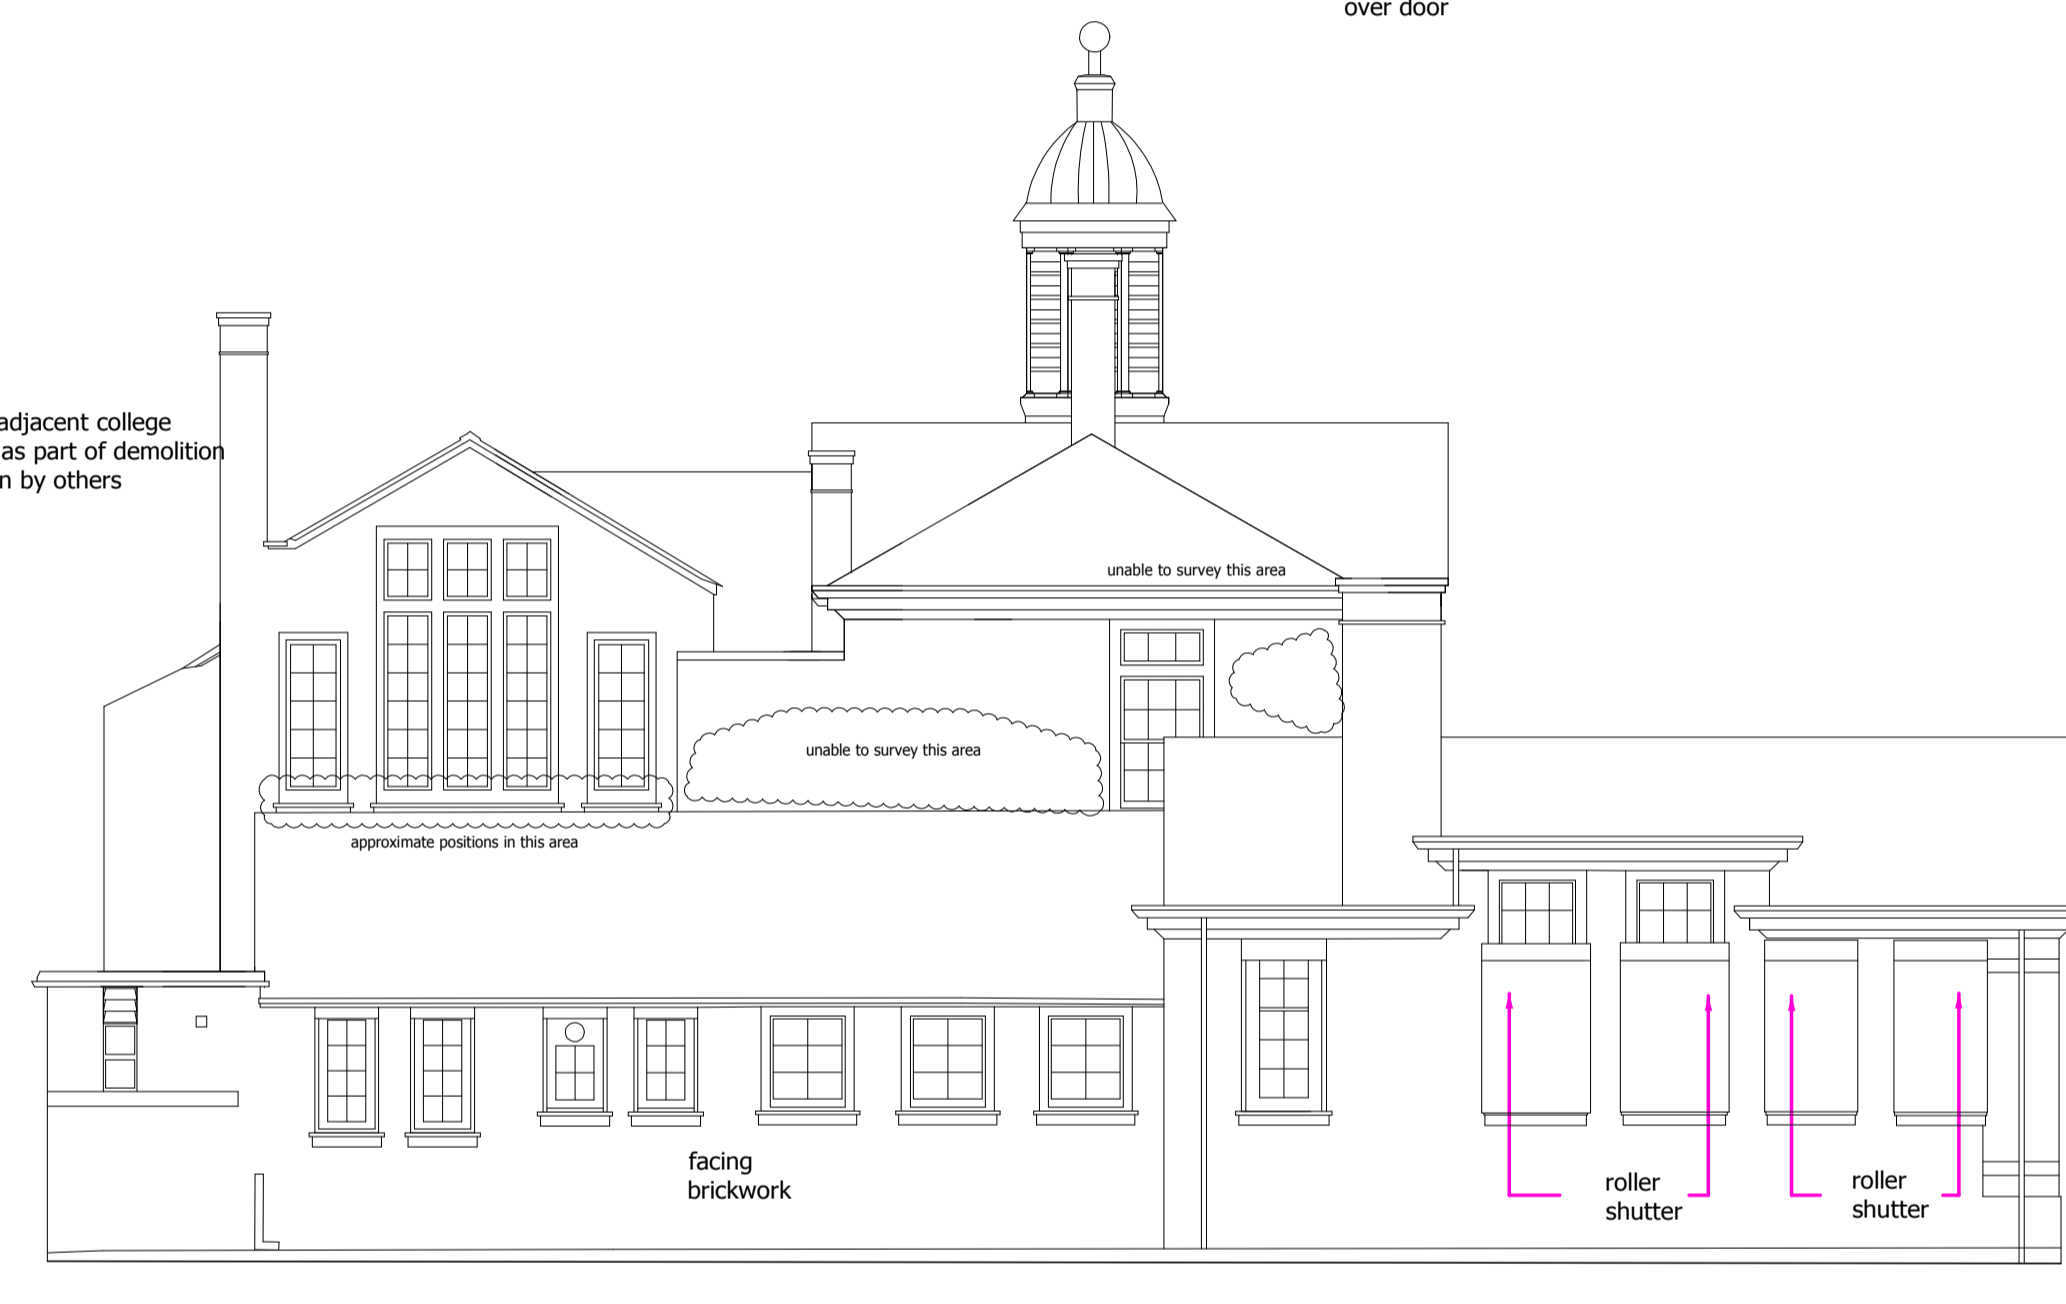 over door
adjacent college
as part of demolition
n by others
unable to survey this area
unable to survey this area
approximate positions in this area
facing
brickwork
roller
shutter
roller
shutter